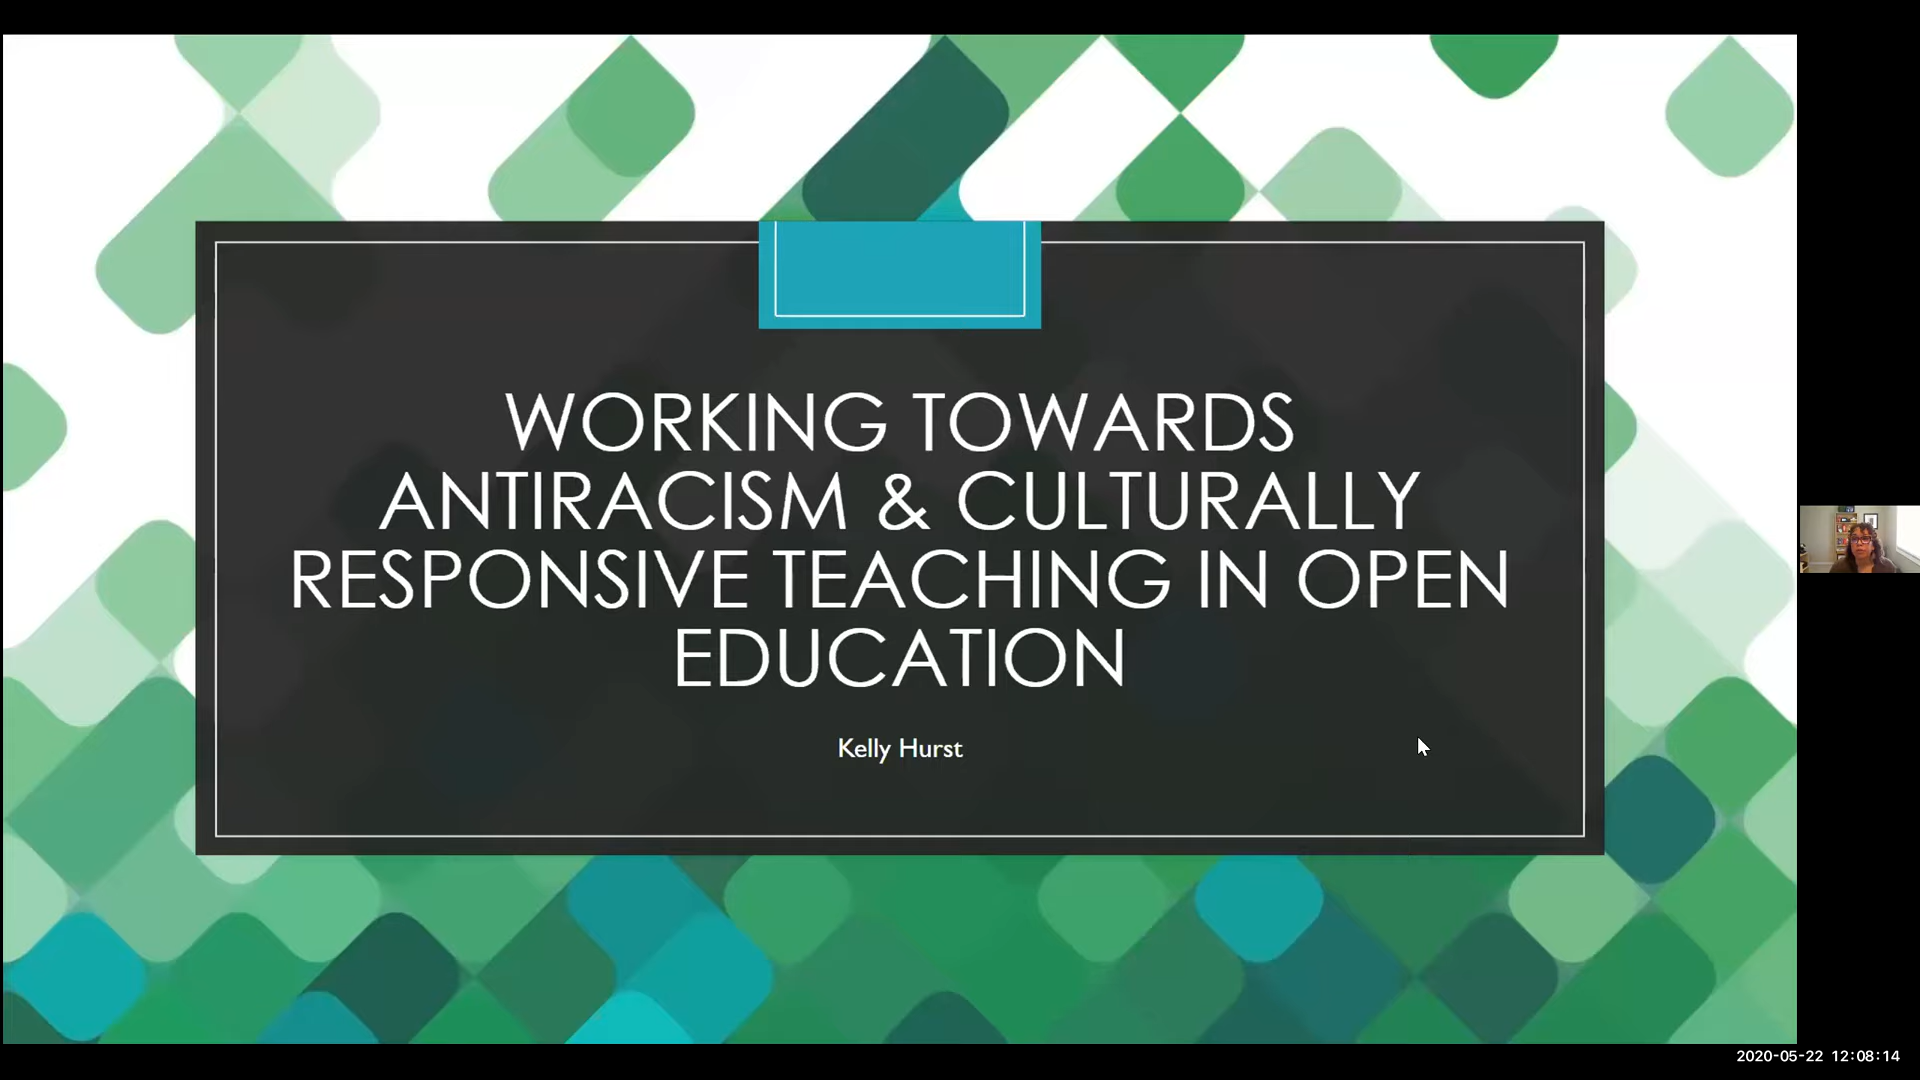 WORKING TOWARDS
ANTIRACISM & CULTURALLY
RESPONSIVE TEACHING IN OPEN
EDUCATION
Kelly Hurst
2020-05-22 12:08:14